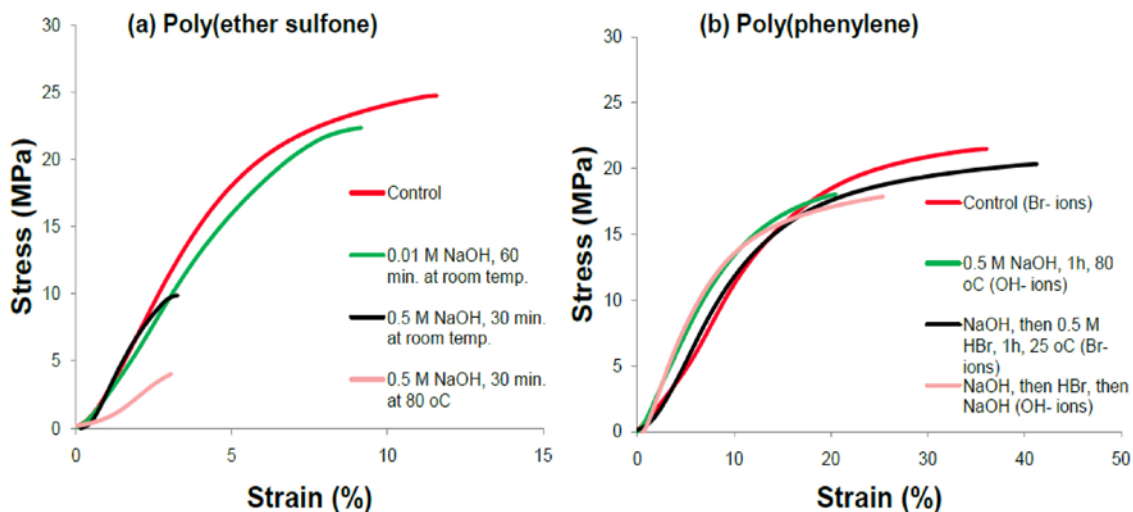 (a) Poly(ether sulfone)
Stress (MPa)
30
25
20
15
10
5
0
0
5
10
15
Strain (%)
Control
0.01 M NaOH, 60
min. at room temp.
0.5 M NaOH, 30 min.
at room temp.
0.5 M NaOH, 30 min.
at 80 oC
(b) Poly(phenylene)
Stress (MPa)
30
25
20
15
10
5
0
0
10
20
30
40
50
Strain (%)
Control (Br- ions)
0.5 M NaOH, 1h, 80
oC (OH- ions)
NaOH, then 0.5 M
HBr, 1h, 25 oC (Br-
ions)
NaOH, then HBr, then
NaOH (OH- ions)